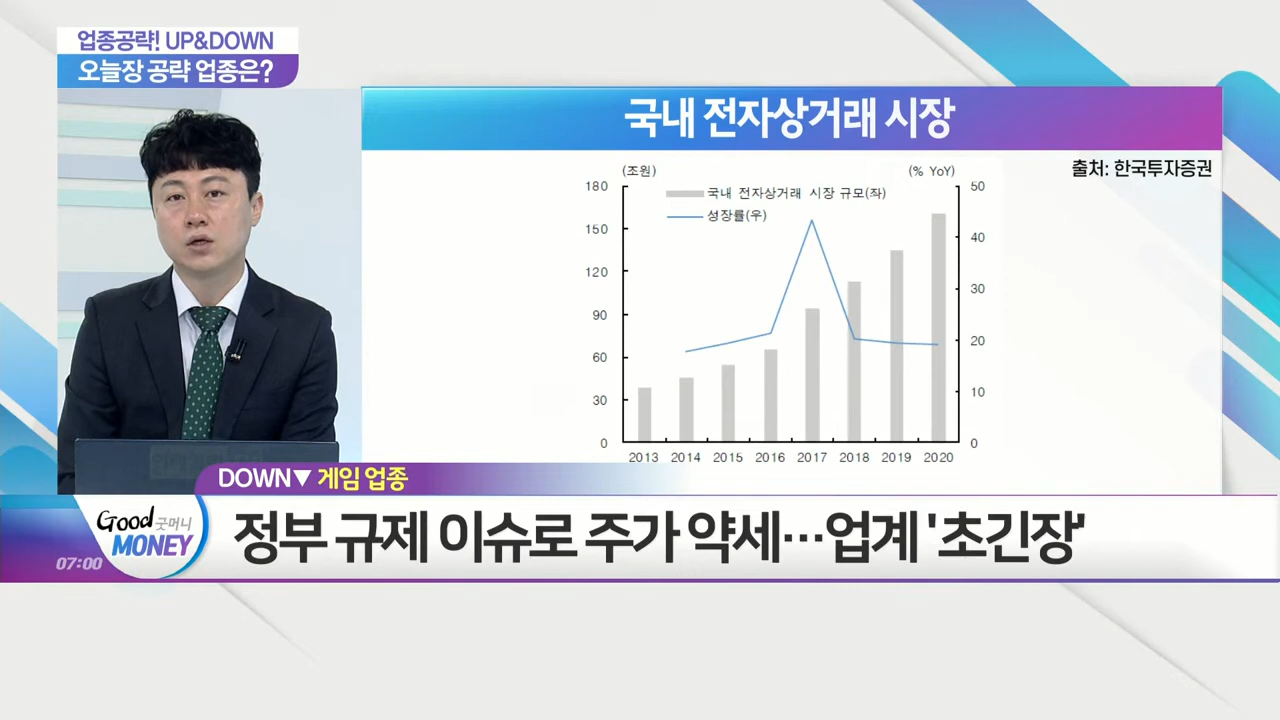 업종공략! UP&DOWN
오늘장 공략 업종은?
국내 전자상거래 시장
출처: 한국투자증권
(조원)
(% YoY)
국내 전자상거래 시장 규모(좌)
성장률(우)
180
150
120
90
60
30
0
50
40
30
20
10
0
2013 2014 2015 2016 2017 2018 2019 2020
DOWN▼ 게임 업종
Good 굿머니
MONEY
07:00
정부 규제 이슈로 주가 약세…업계 '초긴장'